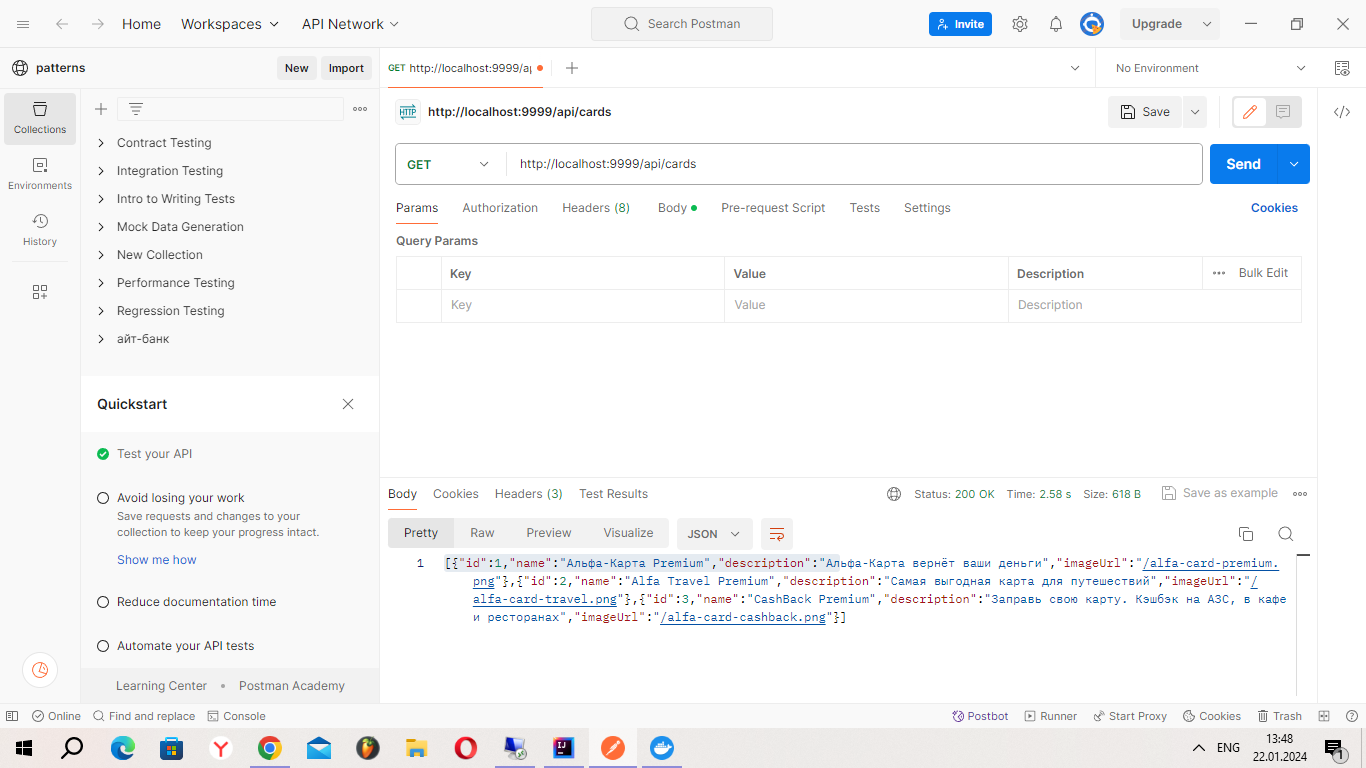 Home Workspaces API Network Search Postman Invite Upgrade
patterns New Import GET http://localhost:9999/a No Environment
Collections
Contract Testing
Integration Testing
Intro to Writing Tests
Mock Data Generation
New Collection
Performance Testing
Regression Testing
айт-банк
Environments
History
Quickstart
Test your API
Avoid losing your work
Save requests and changes to your
collection to keep your progress intact.
Show me how
Reduce documentation time
Automate your API tests
Learning Center • Postman Academy
HTTP http://localhost:9999/api/cards Save
GET http://localhost:9999/api/cards Send
Params Authorization Headers (8) Body Pre-request Script Tests Settings Cookies
Query Params
Key Value Description Bulk Edit
Key Value Description
Body Cookies Headers (3) Test Results Status: 200 OK Time: 2.58 s Size: 618 B Save as example
Pretty Raw Preview Visualize JSON
1 [{"id":1,"name":"Альфа-Карта Premium","description":"Альфа-Карта вернёт ваши деньги","imageUrl":"/alfa-card-premium.
png"},{"id":2,"name":"Alfa Travel Premium","description":"Самая выгодная карта для путешествий","imageUrl":"/
alfa-card-travel.png"},{"id":3,"name":"CashBack Premium","description":"Заправь свою карту. Кэшбэк на АЗС, в кафе
и ресторанах","imageUrl":"/alfa-card-cashback.png"}]
Online Find and replace Console Postbot Runner Start Proxy Cookies Trash
ENG 13:48
22.01.2024 1